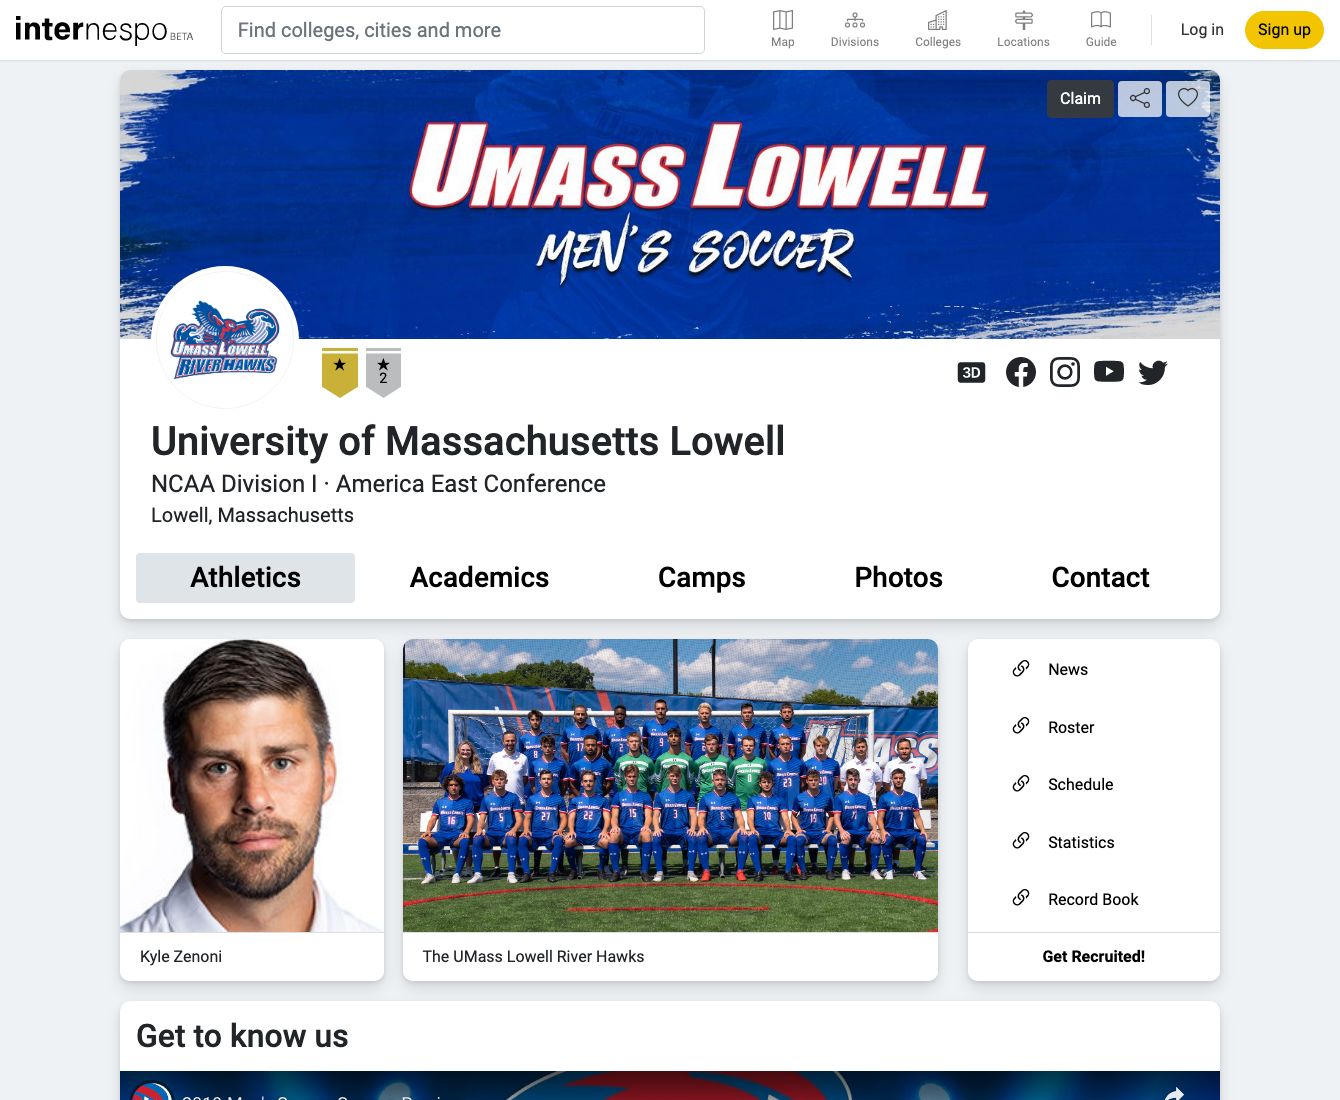 internespo BETA
Find colleges, cities and more
Map
Divisions
Colleges
Locations
Guide
Log in
Sign up
Claim
UMASS LOWELL
MEN'S SOCCER
UMASS LOWELL
RIVER HAWKS
2
3D
University of Massachusetts Lowell
NCAA Division I · America East Conference
Lowell, Massachusetts
Athletics
Academics
Camps
Photos
Contact
News
Roster
Schedule
Statistics
Record Book
Kyle Zenoni
The UMass Lowell River Hawks
Get Recruited!
Get to know us